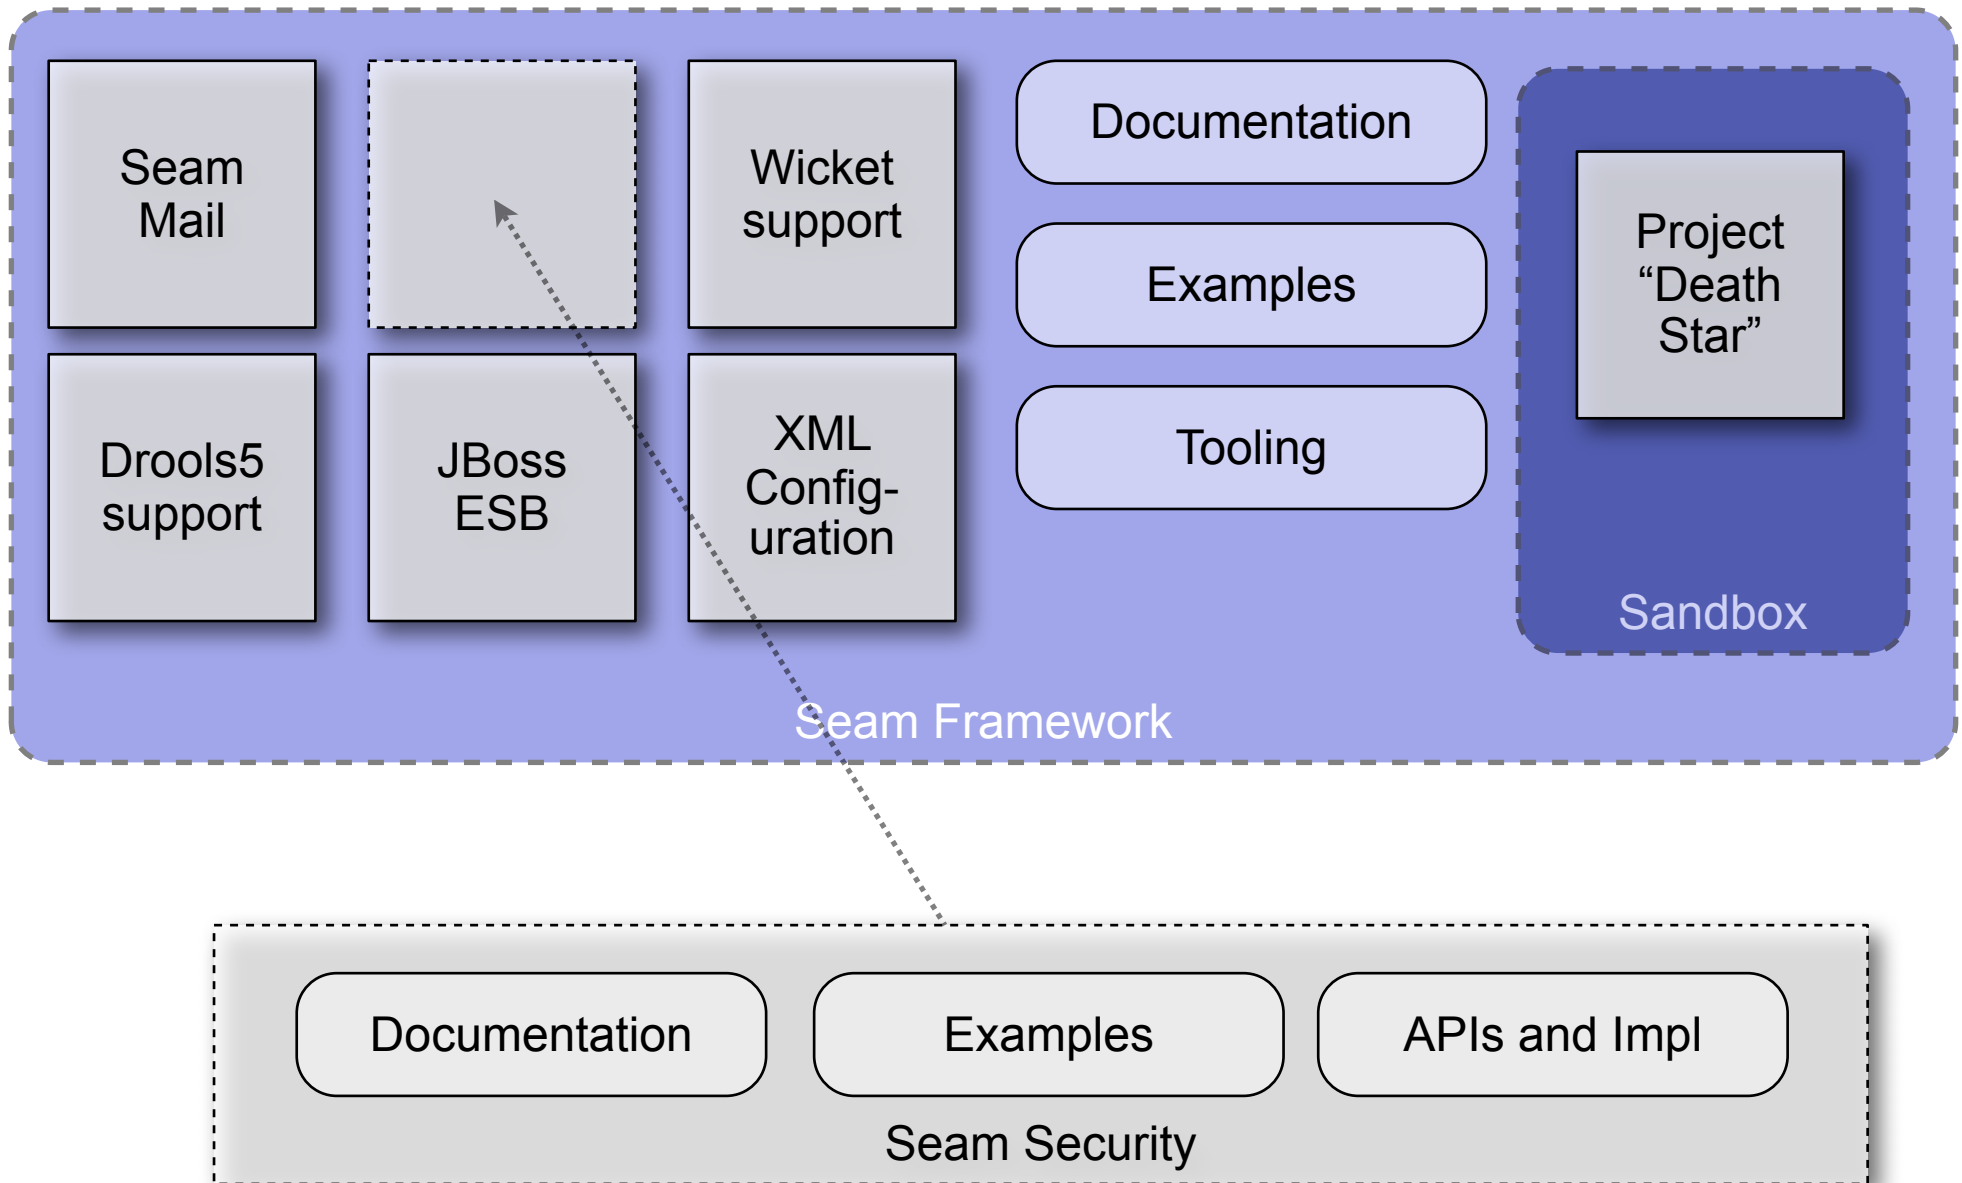 Seam
Mail
Wicket
support
Drools5
support
JBoss
ESB
XML
Config-
uration
Documentation
Examples
Tooling
Project
“Death
Star”
Sandbox
Seam Framework
Documentation
Examples
APIs and Impl
Seam Security